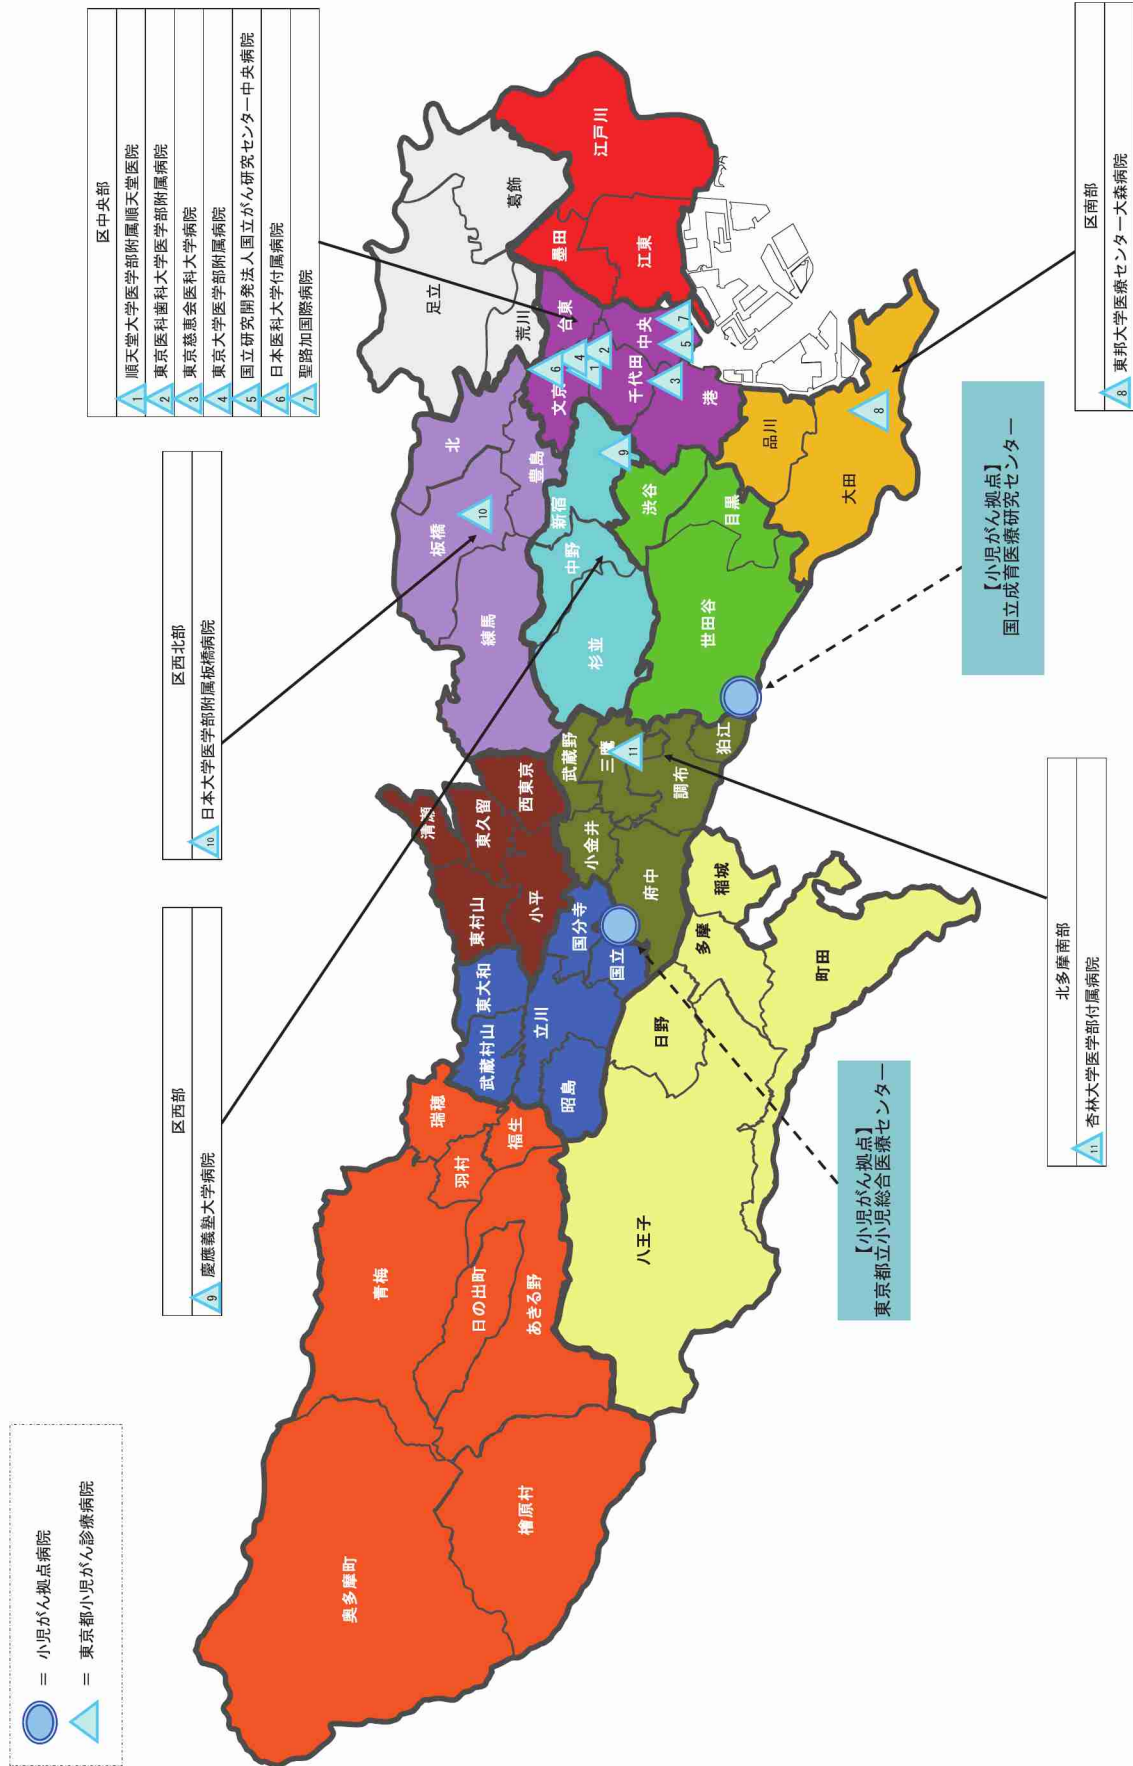 ＝ 小児がん拠点病院
＝ 東京都小児がん診療病院
区西部
9 慶應義塾大学病院
区西北部
10 日本大学医学部附属板橋病院
区中央部
1 順天堂大学医学部附属順天堂医院
2 東京医科歯科大学医学部附属病院
3 東京慈恵会医科大学病院
4 東京大学医学部附属病院
5 国立研究開発法人国立がん研究センター中央病院
6 日本医科大学付属病院
7 聖路加国際病院
奥多摩町
檜原村
青梅
日の出町
あきる野
羽村
瑞穂
福生
八王子
武蔵村山
東大和
立川
昭島
国分寺
国立
日野
多摩
稲城
町田
東村山
清瀬
東久留
小平
西東京
武蔵野
三鷹
小金井
府中
調布
狛江
練馬
板橋
北
豊島
杉並
中野
新宿
世田谷
渋谷
目黒
品川
大田
文京
台東
千代田
中央
港
足立
荒川
葛飾
墨田
江東
江戸川
10
9
6
4
1
2
3
5
7
8
11
【小児がん拠点】
東京都立小児総合医療センター
北多摩南部
11 杏林大学医学部付属病院
【小児がん拠点】
国立成育医療研究センター
区南部
8 東邦大学医療センター大森病院